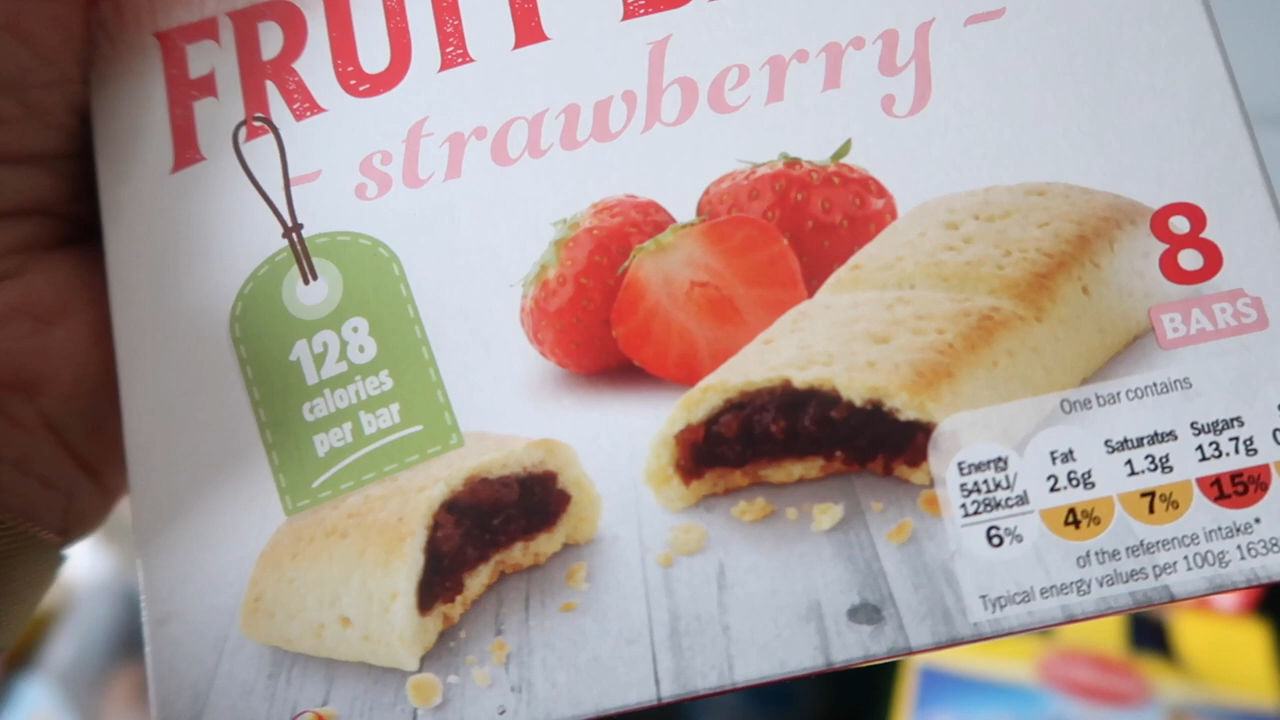 FRUIT
- strawberry -
128
calories
per bar
8
BARS
One bar contains
Energy
541kJ/
128kcal
6%
Fat
2.6g
4%
Saturates
1.3g
7%
Sugars
13.7g
15%
of the reference intake*
Typical energy values per 100g: 1638